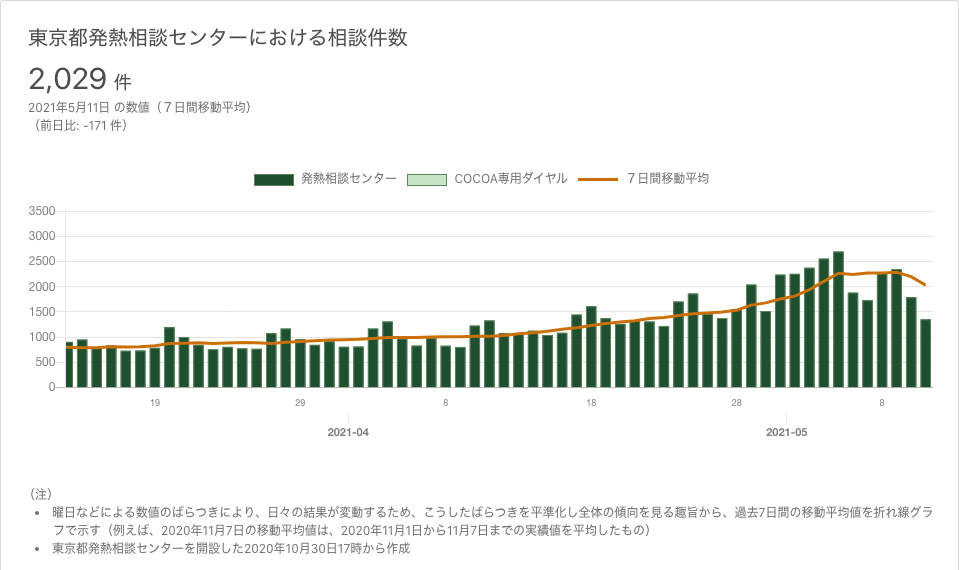 東京都発熱相談センターにおける相談件数
2,029 件
2021年5月11日 の数値（７日間移動平均）
（前日比: -171 件）
発熱相談センター COCOA専用ダイヤル ７日間移動平均
3500
3000
2500
2000
1500
1000
500
0
19 29 8 18 28 8
2021-04 2021-05
（注）
• 曜日などによる数値のばらつきにより、日々の結果が変動するため、こうしたばらつきを平準化し全体の傾向を見る趣旨から、過去7日間の移動平均値を折れ線グラ
フで示す（例えば、2020年11月7日の移動平均値は、2020年11月1日から11月7日までの実績値を平均したもの）
• 東京都発熱相談センターを開設した2020年10月30日17時から作成